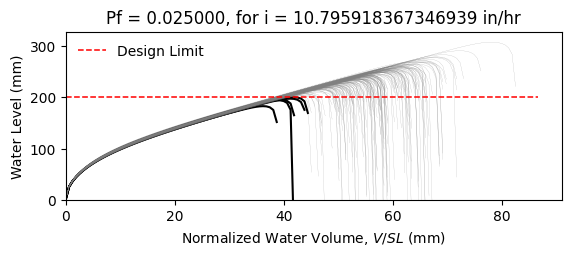 Pf = 0.025000, for i = 10.795918367346939 in/hr
Design Limit
Water Level (mm)
300
200
100
0
0 20 40 60 80
Normalized Water Volume, V/SL (mm)